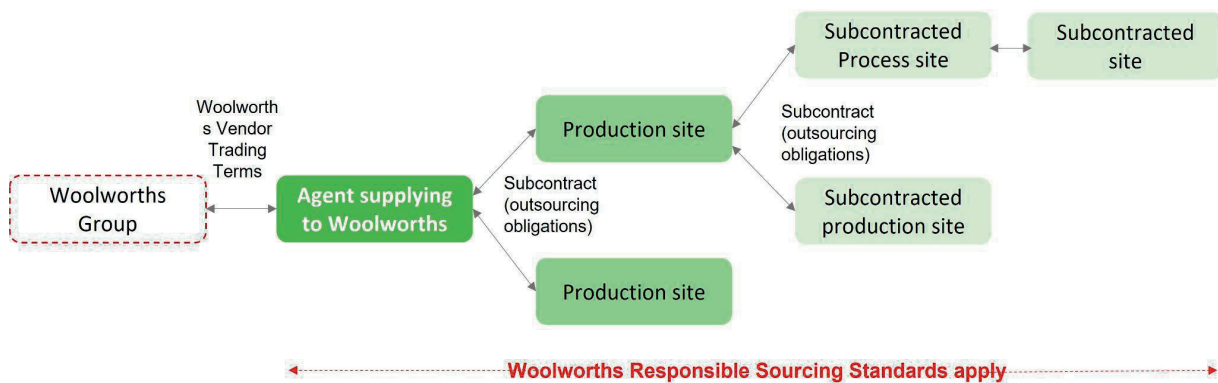 Woolworth
s Vendor
Trading
Terms
Woolworths
Group
Agent supplying
to Woolworths
Subcontract
(outsourcing
obligations)
Production site
Production site
Subcontract
(outsourcing
obligations)
Subcontracted
Process site
Subcontracted
site
Subcontracted
production site
Woolworths Responsible Sourcing Standards apply